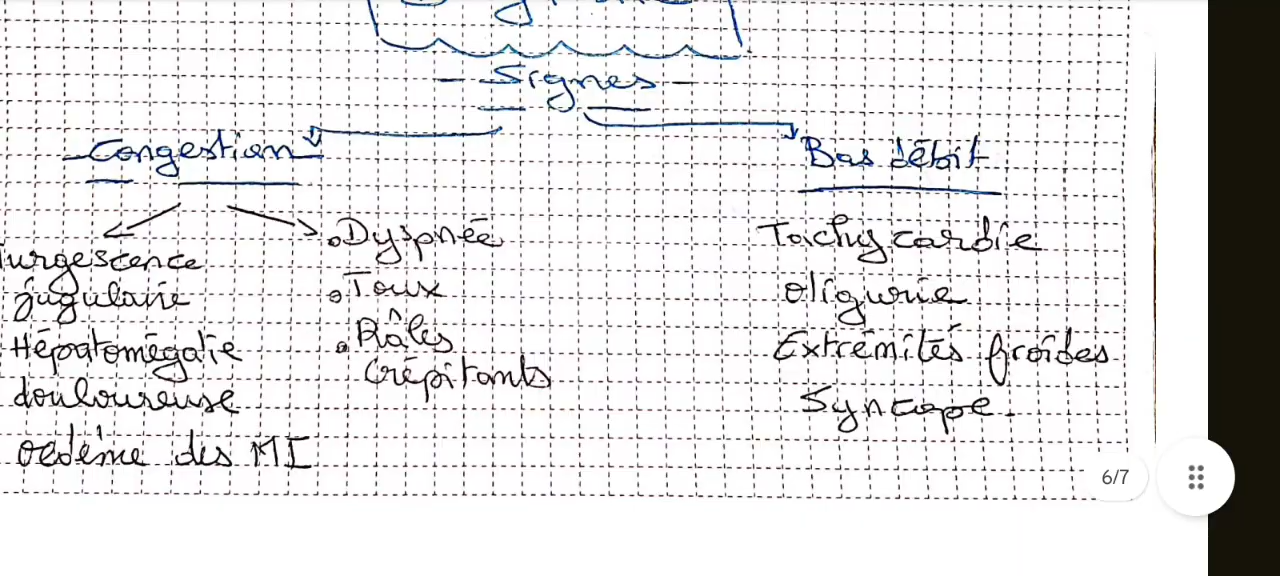 Signes
Congestion
Bas débit
Turgescence
jugulaire
Hépatomégalie
douloureuse
oedème des MI
Dyspnée
Toux
Râles
Crépitants
Tachycardie
oligurie
Extrémités froides
Syncope.
6/7